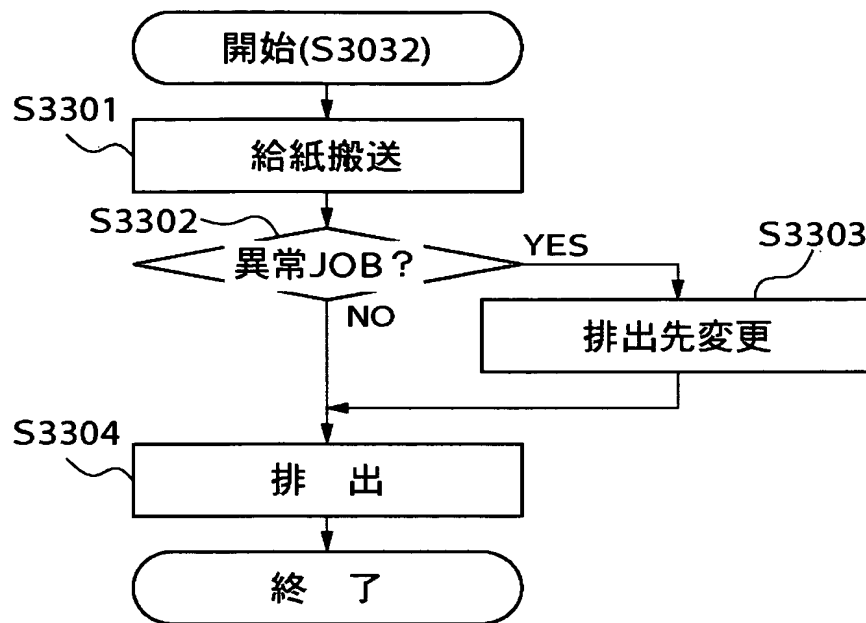 開始(S3032)
S3301
給紙搬送
S3302
異常JOB？
YES
S3303
排出先変更
NO
S3304
排　出
終　了